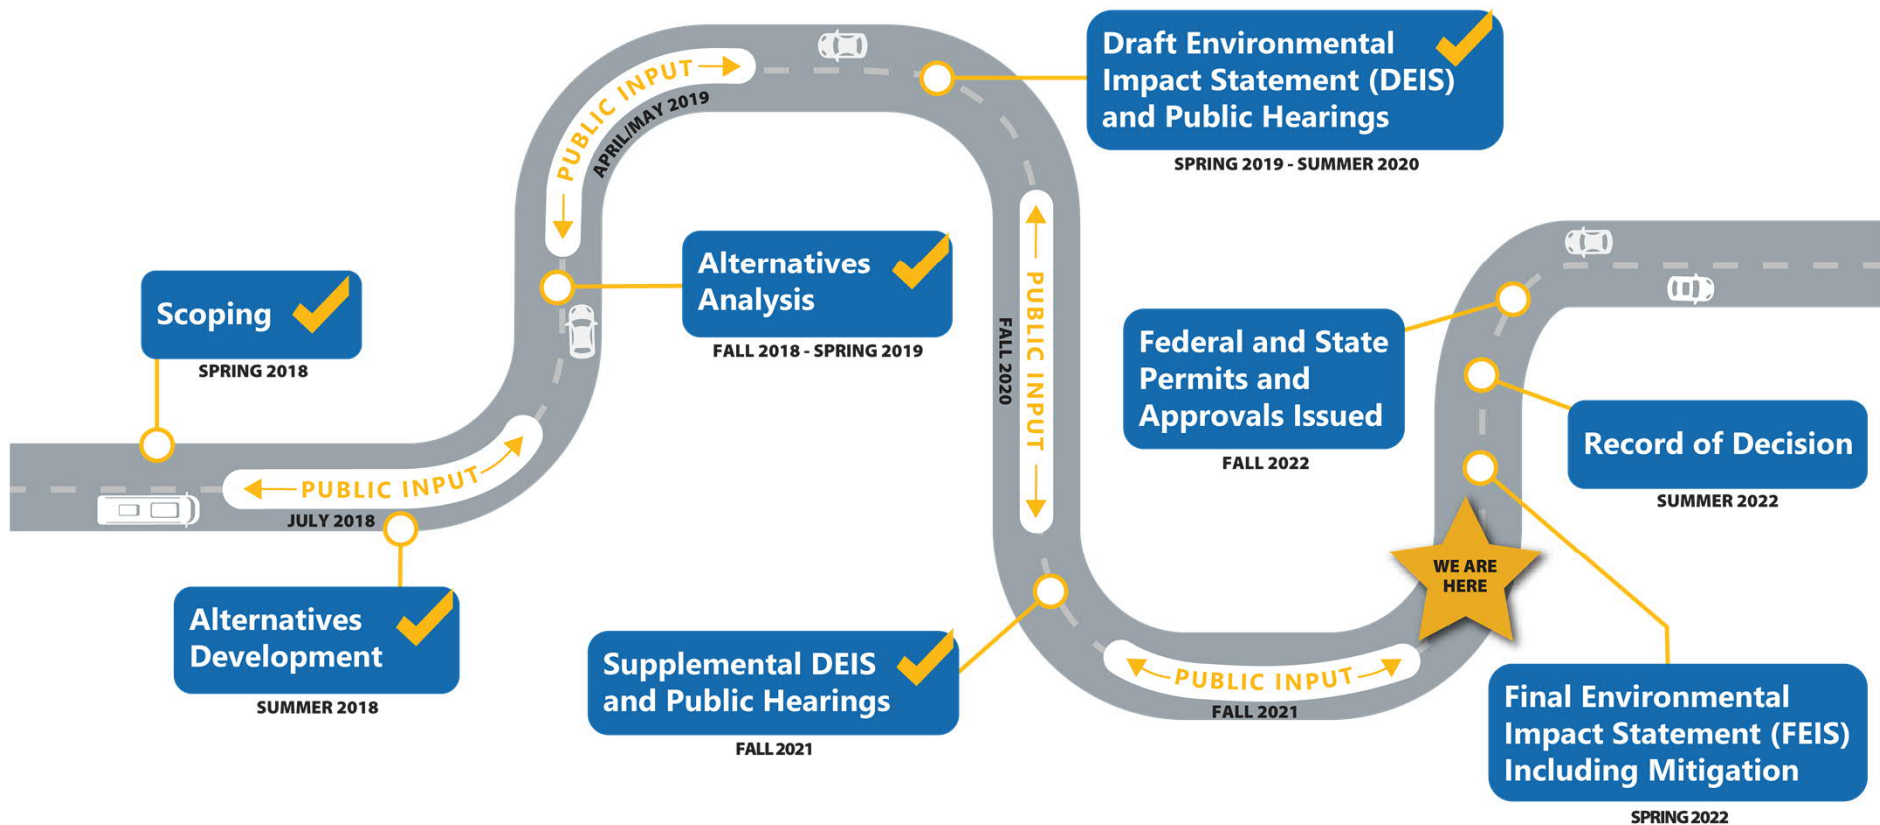 Scoping
SPRING 2018
PUBLIC INPUT
JULY 2018
Alternatives
Development
SUMMER 2018
PUBLIC INPUT
APRIL/MAY 2019
Alternatives
Analysis
FALL 2018 - SPRING 2019
Draft Environmental
Impact Statement (DEIS)
and Public Hearings
SPRING 2019 - SUMMER 2020
PUBLIC INPUT
FALL 2020
Supplemental DEIS
and Public Hearings
FALL 2021
PUBLIC INPUT
FALL 2021
WE ARE
HERE
Final Environmental
Impact Statement (FEIS)
Including Mitigation
SPRING 2022
Record of Decision
SUMMER 2022
Federal and State
Permits and
Approvals Issued
FALL 2022